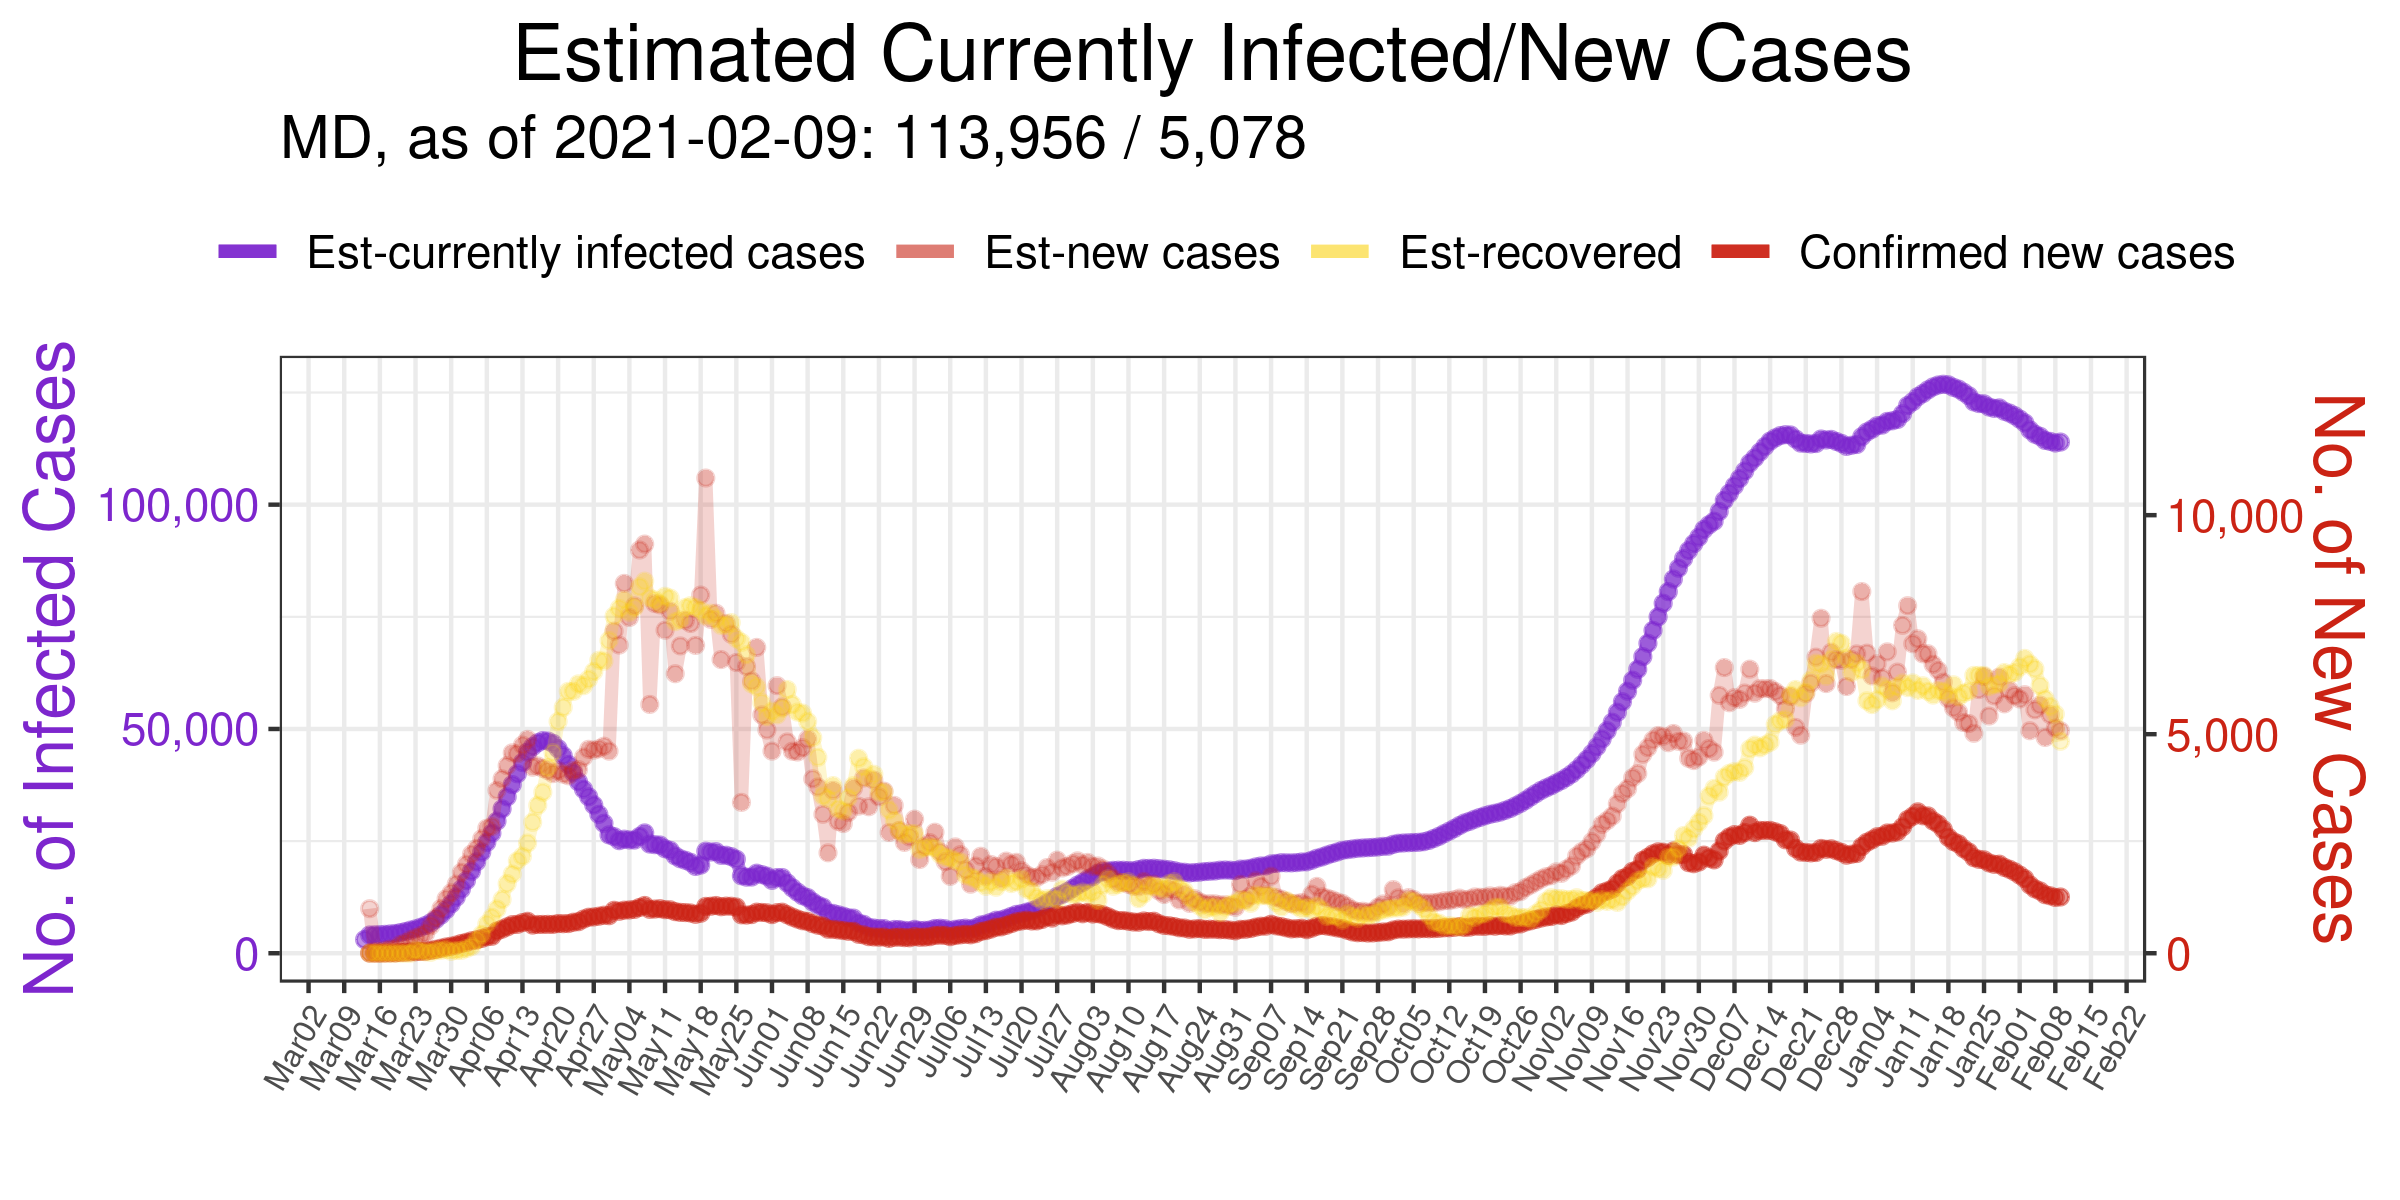 Estimated Currently Infected/New Cases
MD, as of 2021-02-09: 113,956 / 5,078
Est-currently infected cases Est-new cases Est-recovered Confirmed new cases
No. of Infected Cases
100,000
50,000
0
10,000
5,000
0
No. of New Cases
Mar02 Mar09 Mar16 Mar23 Mar30 Apr06 Apr13 Apr20 Apr27 May04 May11 May18 May25 Jun01 Jun08 Jun15 Jun22 Jun29 Jul06 Jul13 Jul20 Jul27 Aug03 Aug10 Aug17 Aug24 Aug31 Sep07 Sep14 Sep21 Sep28 Oct05 Oct12 Oct19 Oct26 Nov02 Nov09 Nov16 Nov23 Nov30 Dec07 Dec14 Dec21 Dec28 Jan04 Jan11 Jan18 Jan25 Feb01 Feb08 Feb15 Feb22